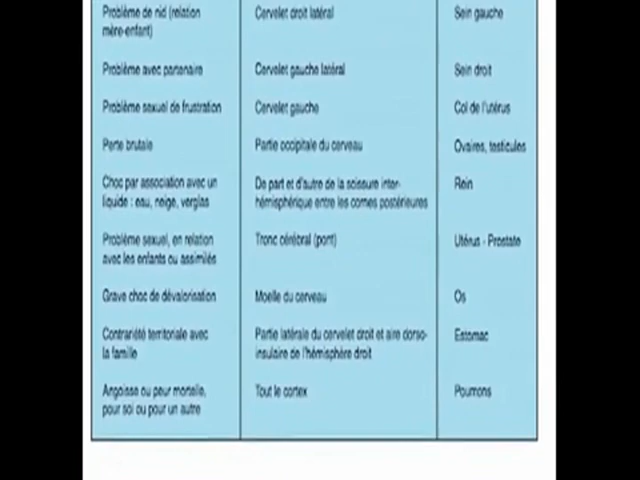 Problème de nid (relation
mère-enfant)
Cervelet droit latéral
Sein gauche
Problème avec partenaire
Cervelet gauche latéral
Sein droit
Problème sexuel de frustration
Cervelet gauche
Col de l'utérus
Perte brutale
Partie occipitale du cerveau
Ovaires, testicules
Choc par association avec un
liquide : eau, neige, verglas
De part et d'autre de la scissure inter-
hémisphérique entre les cornes postérieures
Rein
Problème sexuel, en relation
avec les enfants ou assimilés
Tronc cérébral (pont)
Utérus - Prostate
Grave choc de dévalorisation
Moelle du cerveau
Os
Contrariété territoriale avec
la famille
Partie latérale du cervelet droit et aire dorso-
insulaire de l'hémisphère droit
Estomac
Angoisse ou peur mortelle,
pour soi ou pour un autre
Tout le cortex
Poumons